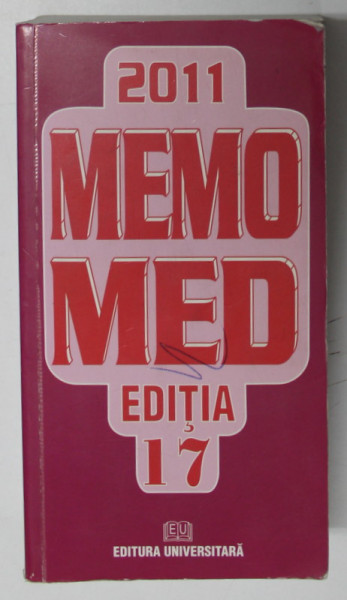 2011
MEMO
MED
EDIȚIA
17
EU
EDITURA UNIVERSITARĂ